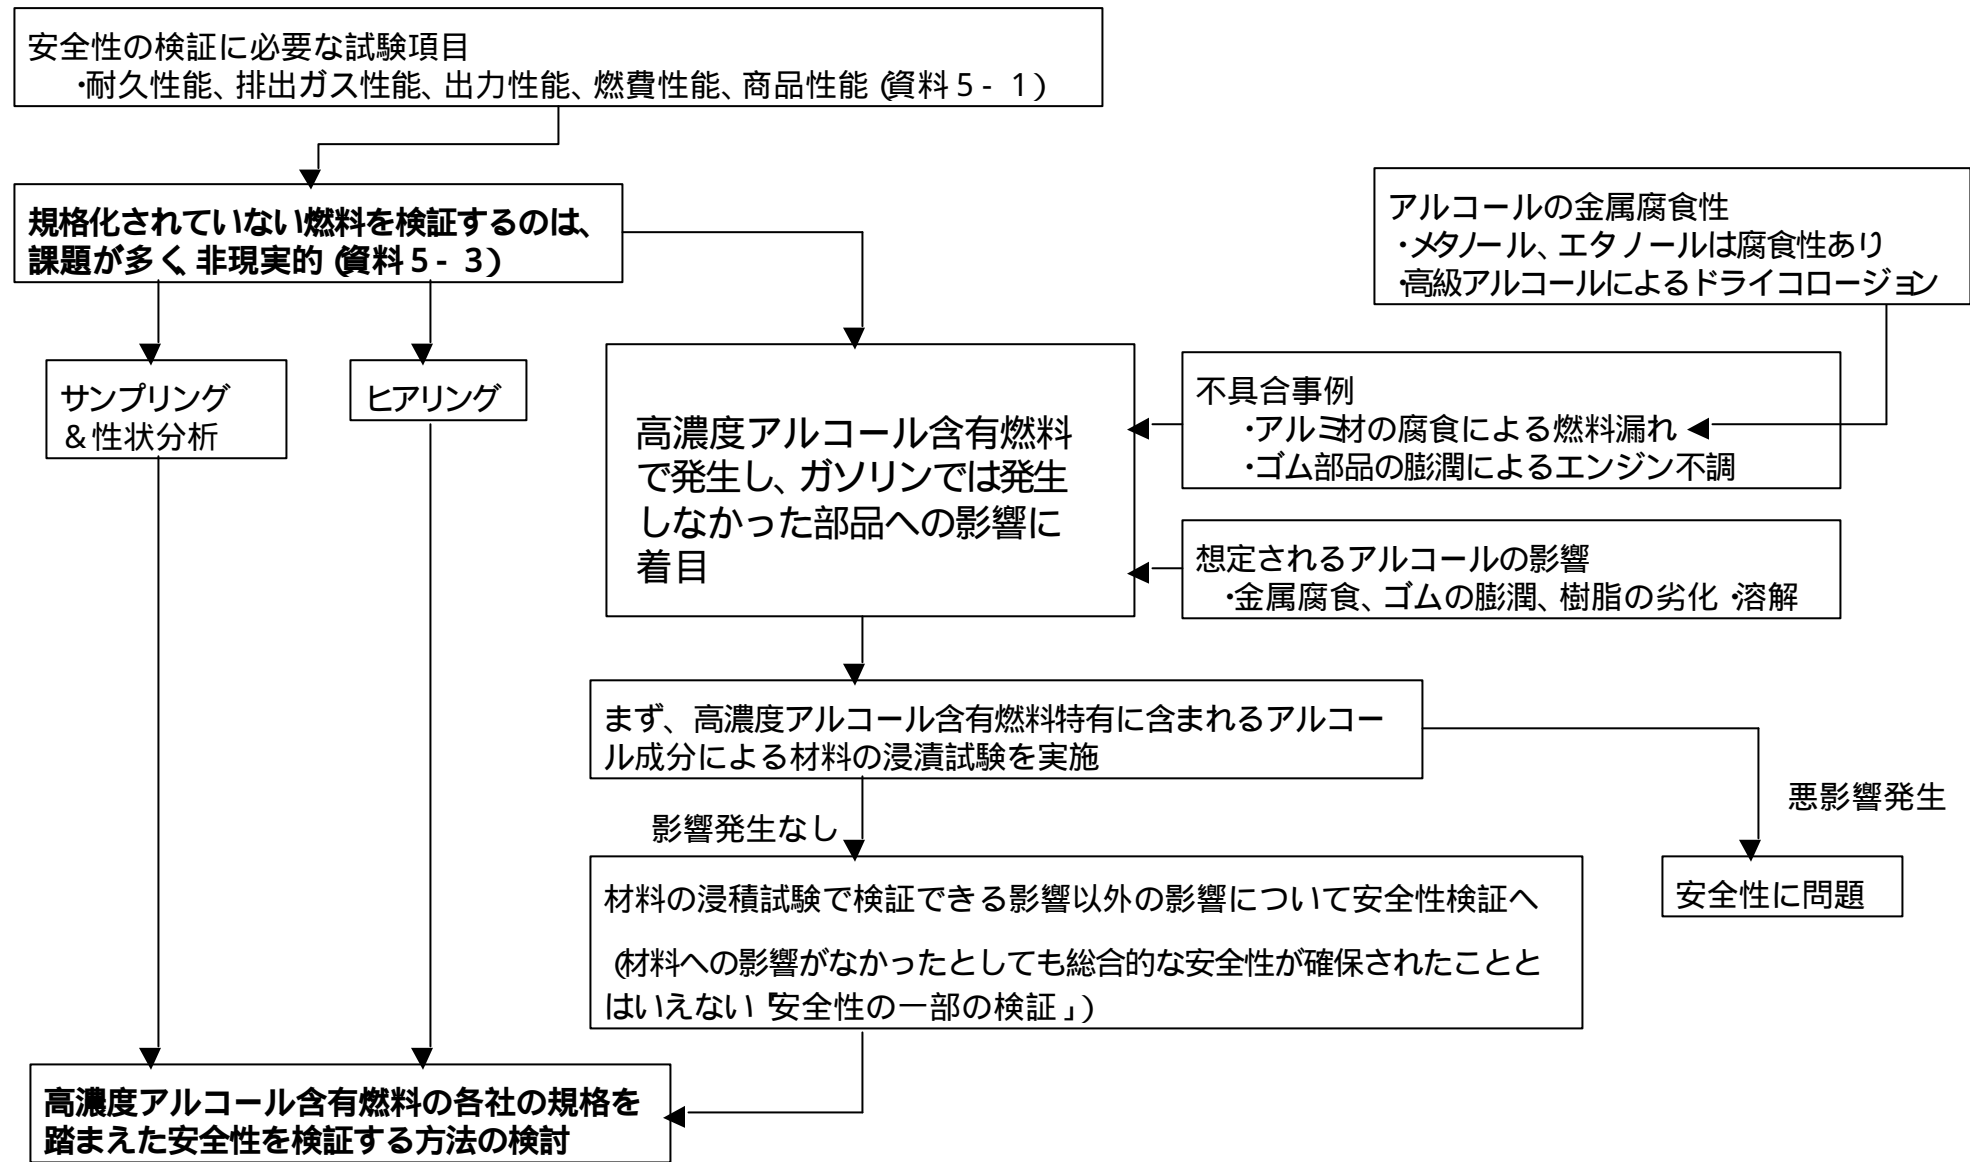 安全性の検証に必要な試験項目
・耐久性能、排出ガス性能、出力性能、燃費性能、商品性能(資料5-1)
規格化されていない燃料を検証するのは、
課題が多く、非現実的(資料5-3)
アルコールの金属腐食性
・メタノール、エタノールは腐食性あり
・高級アルコールによるドライコロージョン
サンプリング
&性状分析
ヒアリング
高濃度アルコール含有燃料
で発生し、ガソリンでは発生
しなかった部品への影響に
着目
不具合事例
・アルミ材の腐食による燃料漏れ
・ゴム部品の膨潤によるエンジン不調
想定されるアルコールの影響
・金属腐食、ゴムの膨潤、樹脂の劣化・溶解
まず、高濃度アルコール含有燃料特有に含まれるアルコー
ル成分による材料の浸漬試験を実施
悪影響発生
影響発生なし
材料の浸積試験で検証できる影響以外の影響について安全性検証へ
(材料への影響がなかったとしても総合的な安全性が確保されたことと
はいえない「安全性の一部の検証」)
安全性に問題
高濃度アルコール含有燃料の各社の規格を
踏まえた安全性を検証する方法の検討